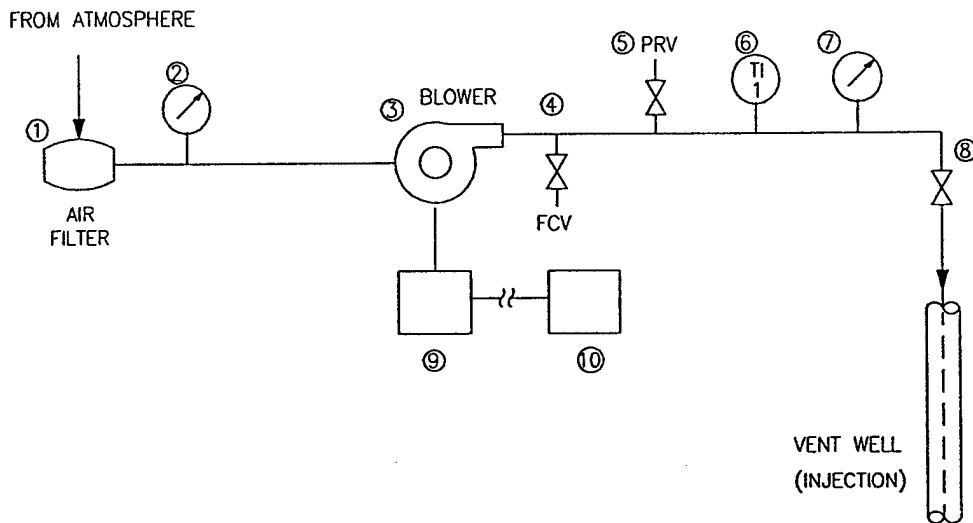 FROM ATMOSPHERE
①
AIR
FILTER
②
③
BLOWER
④
FCV
⑤ PRV
⑥
TI
1
⑦
⑧
⑨
⑩
VENT WELL
(INJECTION)